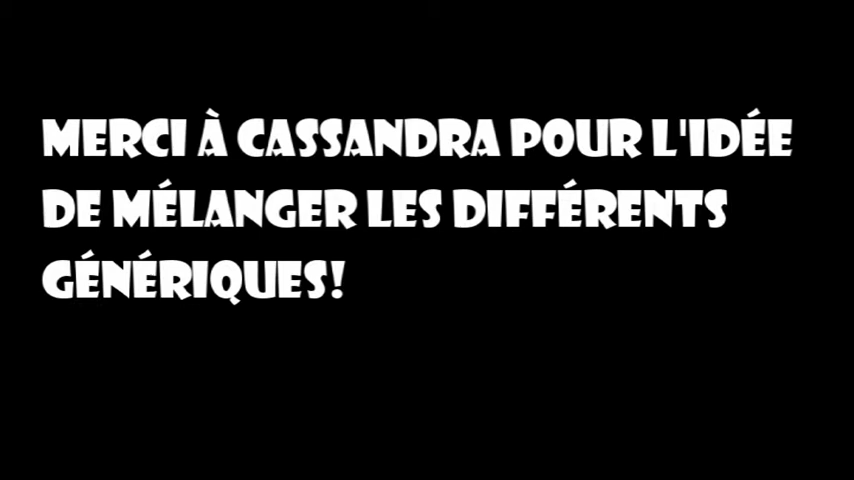 MERCI À CASSANDRA POUR L'IDÉE
DE MÉLANGER LES DIFFÉRENTS
GÉNÉRIQUES!